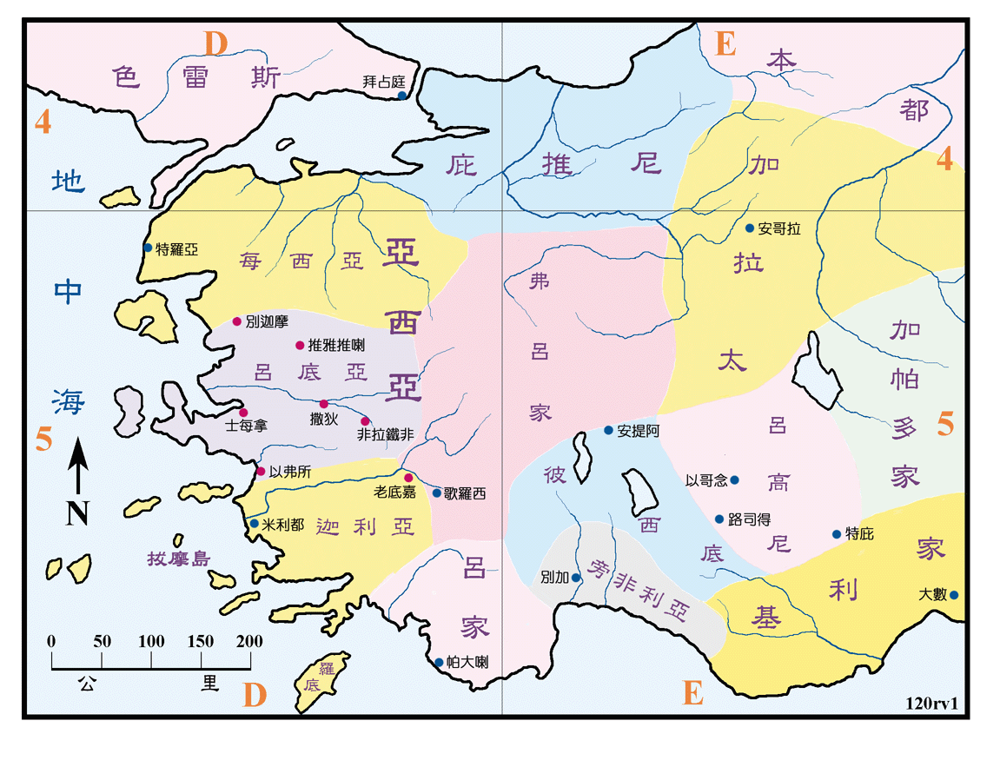 D
E
色雷斯
本都
拜占庭
4
4
地中海
庇推尼
加拉太
安哥拉
特羅亞
每西亞
亞西亞
弗呂家
別迦摩
推雅推喇
呂底亞
加帕多家
士每拿
撒狄
非拉鐵非
安提阿
5
5
N
以弗所
老底嘉
歌羅西
彼西底
以哥念
呂高尼
路司得
特庇
米利都
迦利亞
拔摩島
呂家
別加
旁非利亞
基利家
大數
0 50 100 150 200
公里
帕大喇
羅底
D
E
120rv1